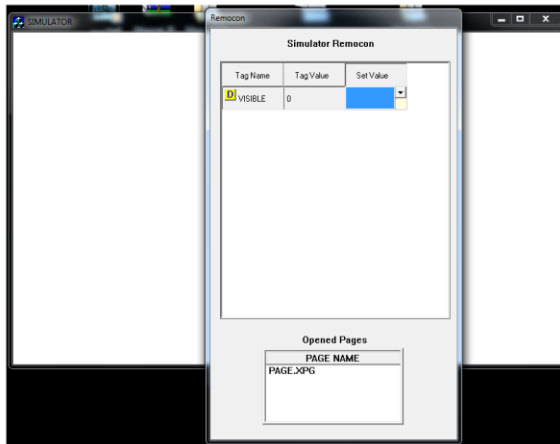 SIMULATOR
Remocon
Simulator Remocon
Tag Name Tag Value Set Value
D VISIBLE 0
Opened Pages
PAGE NAME
PAGE.XPG